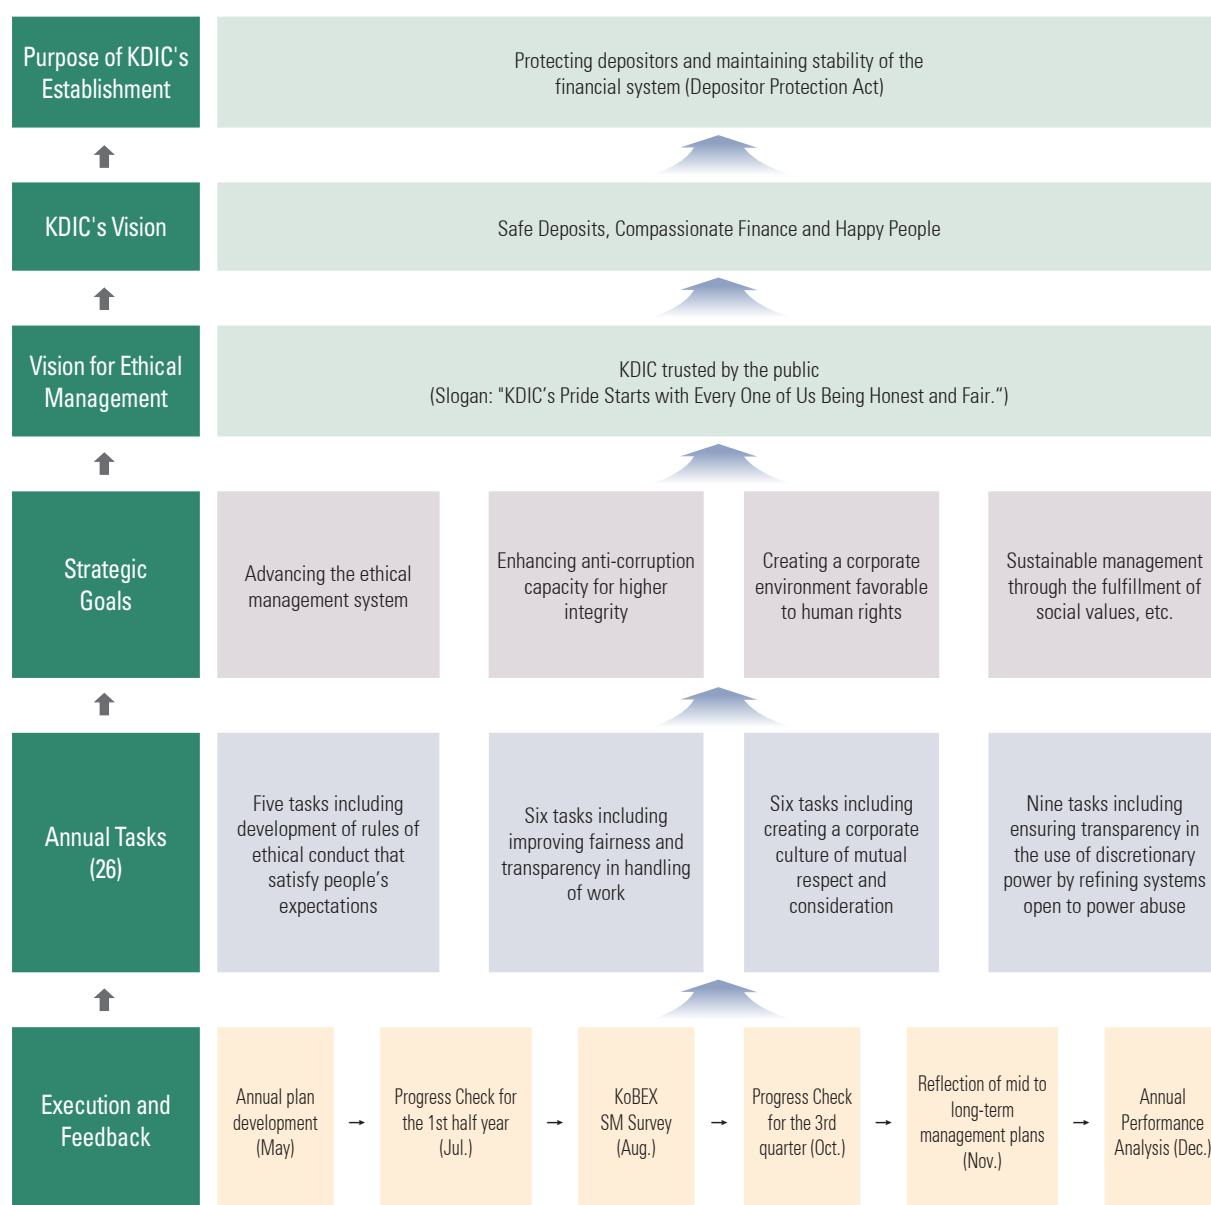 Purpose of KDIC's
Establishment
Protecting depositors and maintaining stability of the
financial system (Depositor Protection Act)
KDIC's Vision
Safe Deposits, Compassionate Finance and Happy People
Vision for Ethical
Management
KDIC trusted by the public
(Slogan: "KDIC’s Pride Starts with Every One of Us Being Honest and Fair.“)
Strategic
Goals
Advancing the ethical
management system
Enhancing anti-corruption
capacity for higher
integrity
Creating a corporate
environment favorable
to human rights
Sustainable management
through the fulfillment of
social values, etc.
Annual Tasks
(26)
Five tasks including
development of rules of
ethical conduct that
satisfy people’s
expectations
Six tasks including
improving fairness and
transparency in handling
of work
Six tasks including
creating a corporate
culture of mutual
respect and
consideration
Nine tasks including
ensuring transparency in
the use of discretionary
power by refining systems
open to power abuse
Execution and
Feedback
Annual plan
development
(May)
Progress Check for
the 1st half year
(Jul.)
KoBEX
SM Survey
(Aug.)
Progress Check
for the 3rd
quarter (Oct.)
Reflection of mid to
long-term
management plans
(Nov.)
Annual
Performance
Analysis (Dec.)